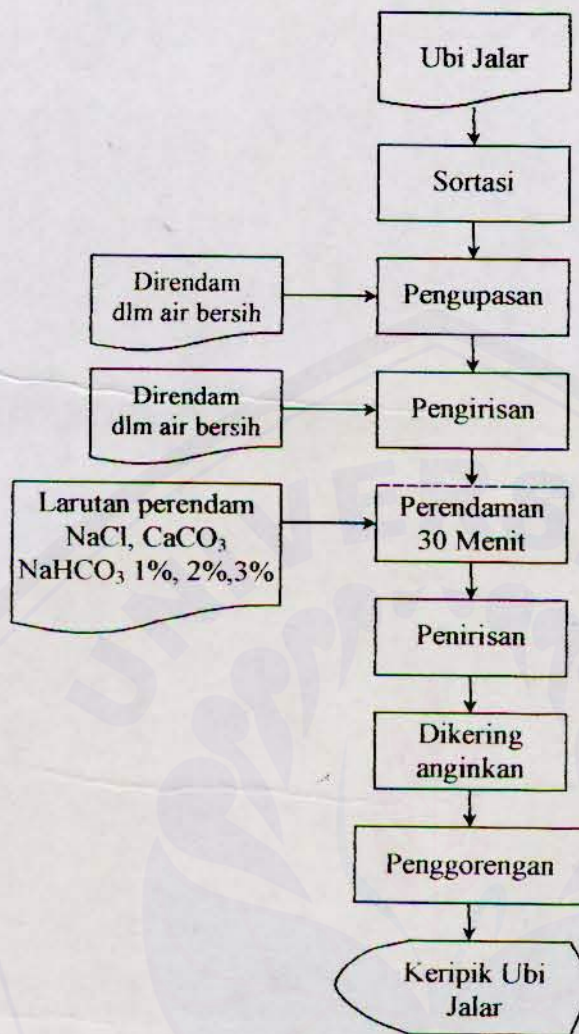 Ubi Jalar
Sortasi
Direndam
dlm air bersih
Pengupasan
Direndam
dlm air bersih
Pengirisan
Larutan perendam
NaCl, CaCO₃
NaHCO₃ 1%, 2%,3%
Perendaman
30 Menit
Penirisan
Dikering
anginkan
Penggorengan
Keripik Ubi
Jalar